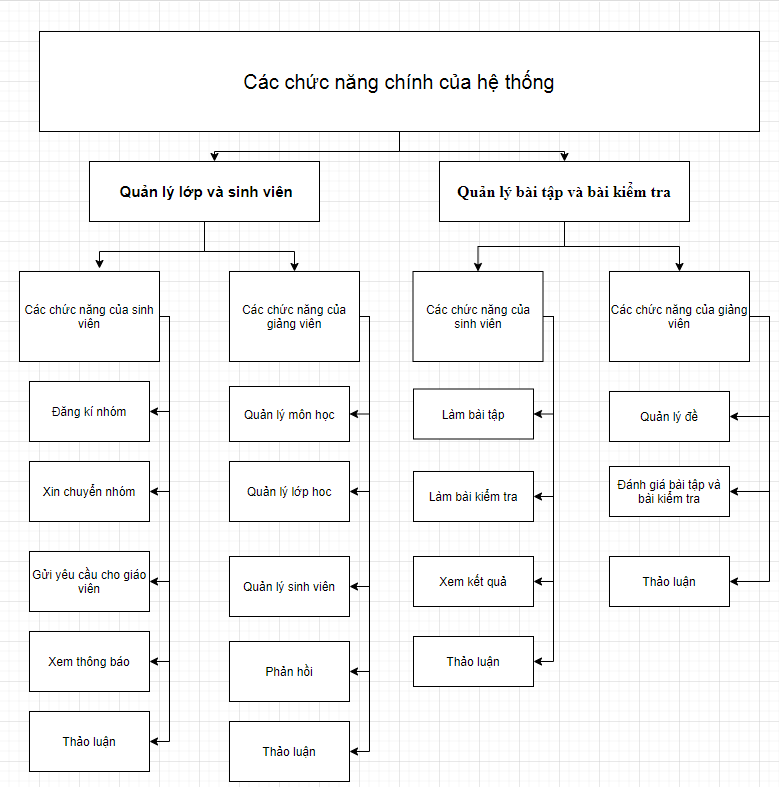 Các chức năng chính của hệ thống
Quản lý lớp và sinh viên
Quản lý bài tập và bài kiểm tra
Các chức năng của sinh
viên
Các chức năng của
giảng viên
Các chức năng của
sinh viên
Các chức năng của giảng
viên
Đăng kí nhóm
Xin chuyển nhóm
Gửi yêu cầu cho giáo
viên
Xem thông báo
Thảo luận
Quản lý môn học
Quản lý lớp hoc
Quản lý sinh viên
Phản hồi
Thảo luận
Làm bài tập
Làm bài kiểm tra
Xem kết quả
Thảo luận
Quản lý đề
Đánh giá bài tập và
bài kiểm tra
Thảo luận